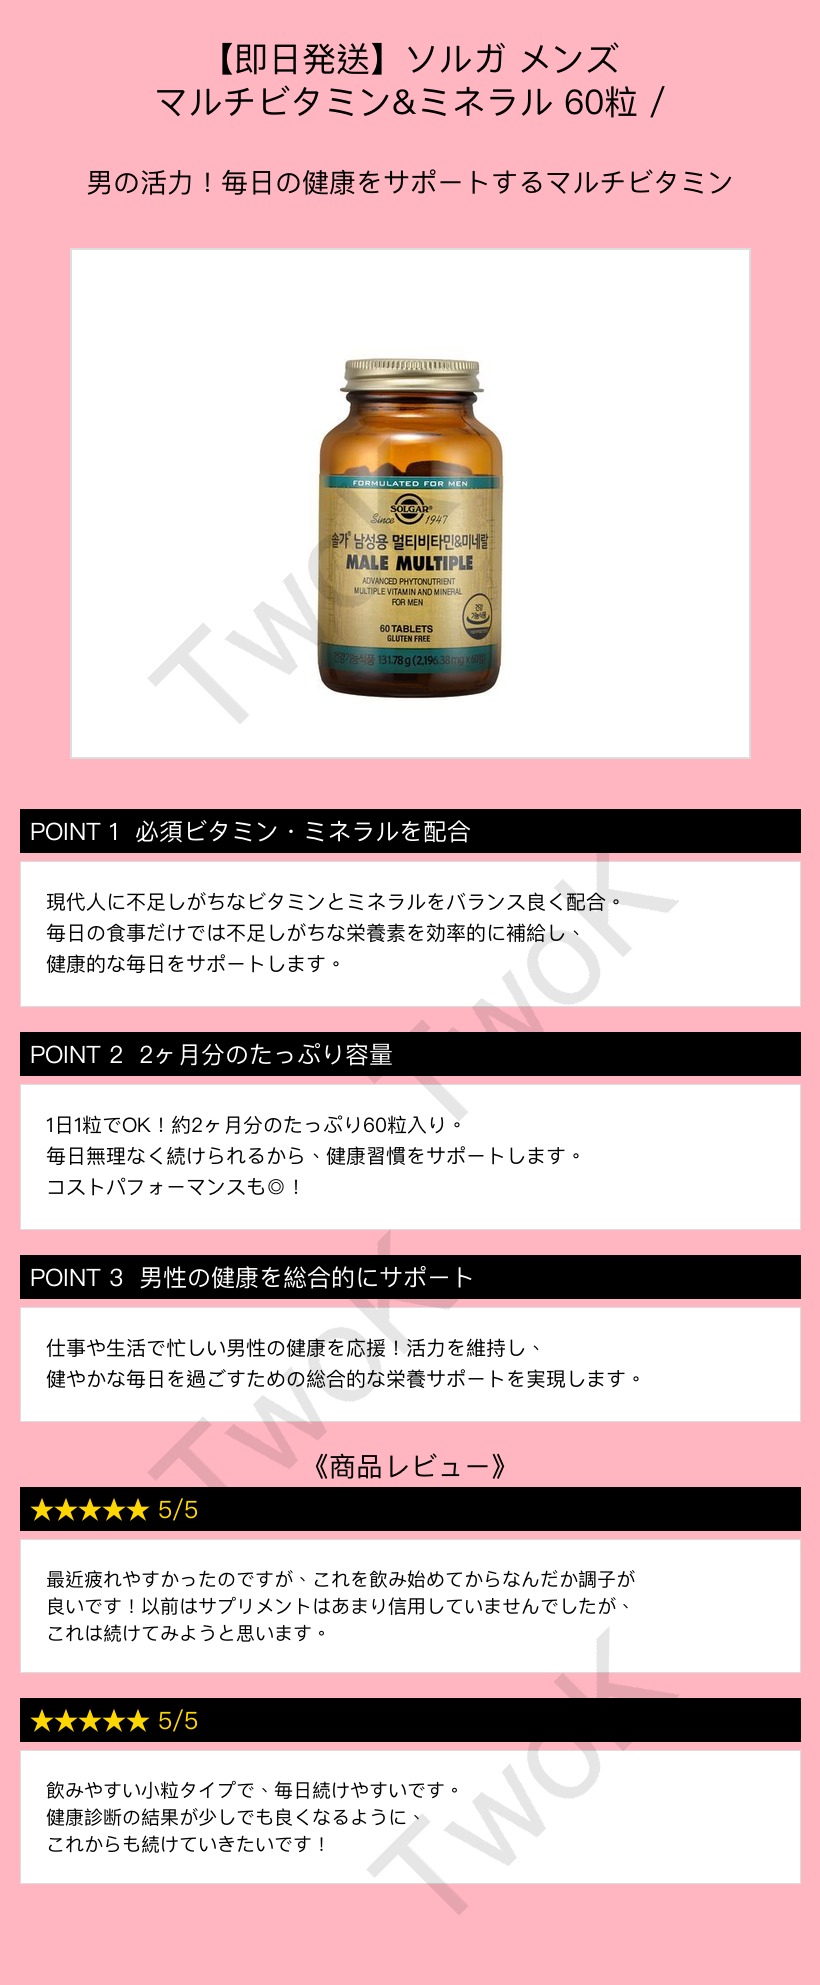 【即日発送】ソルガ メンズ
マルチビタミン&ミネラル 60粒 /
男の活力！毎日の健康をサポートするマルチビタミン
FORMULATED FOR MEN
SOLGAR®
Since 1947
솔가® 남성용 멀티비타민&미네랄
MALE MULTIPLE
ADVANCED PHYTONUTRIENT
MULTIPLE VITAMIN AND MINERAL
FOR MEN
60 TABLETS
GLUTEN FREE
건강
기능식품
건강기능식품 131.78 g (2,196.38 mg x 60정)
TwoK
POINT 1 必須ビタミン・ミネラルを配合
現代人に不足しがちなビタミンとミネラルをバランス良く配合。
毎日の食事だけでは不足しがちな栄養素を効率的に補給し、
健康的な毎日をサポートします。
TwoK
POINT 2 2ヶ月分のたっぷり容量
1日1粒でOK！約2ヶ月分のたっぷり60粒入り。
毎日無理なく続けられるから、健康習慣をサポートします。
コストパフォーマンスも◎！
POINT 3 男性の健康を総合的にサポート
仕事や生活で忙しい男性の健康を応援！活力を維持し、
健やかな毎日を過ごすための総合的な栄養サポートを実現します。
TwoK
《商品レビュー》
★★★★★ 5/5
最近疲れやすかったのですが、これを飲み始めてからなんだか調子が
良いです！以前はサプリメントはあまり信用していませんでしたが、
これは続けてみようと思います。
★★★★★ 5/5
飲みやすい小粒タイプで、毎日続けやすいです。
健康診断の結果が少しでも良くなるように、
これからも続けていきたいです！
TwoK